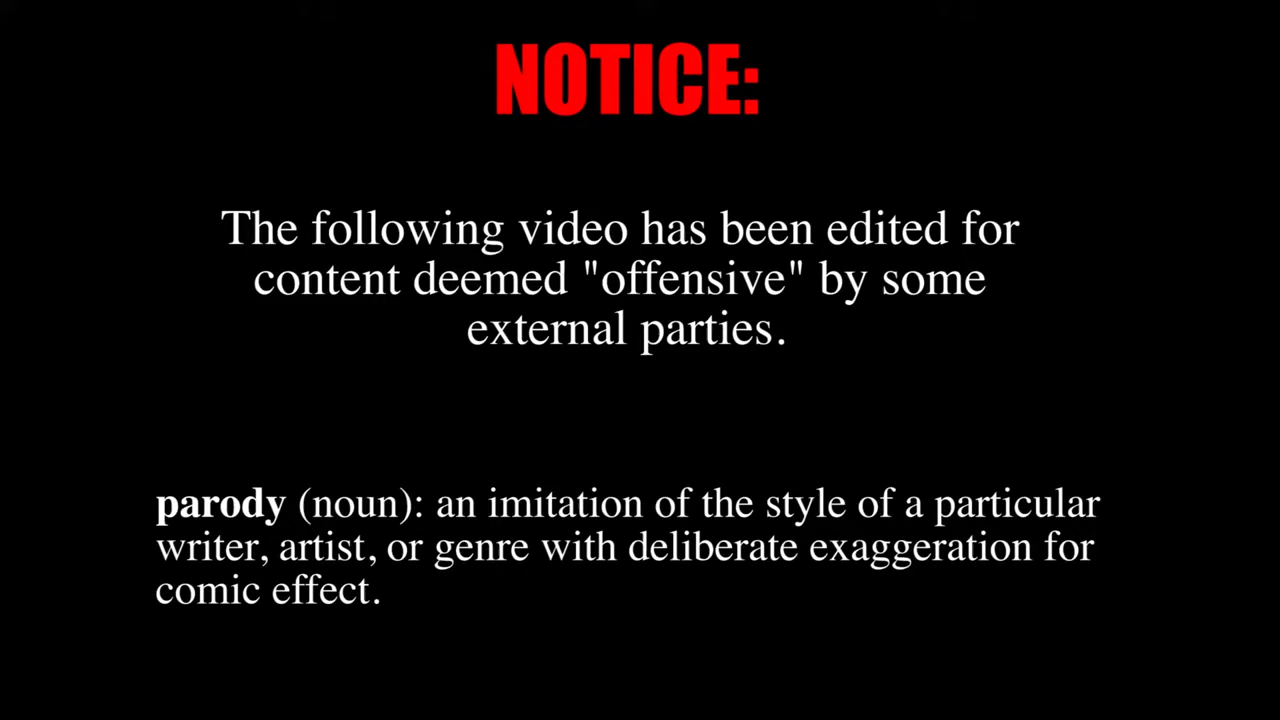 NOTICE:
The following video has been edited for
content deemed "offensive" by some
external parties.
parody (noun): an imitation of the style of a particular
writer, artist, or genre with deliberate exaggeration for
comic effect.